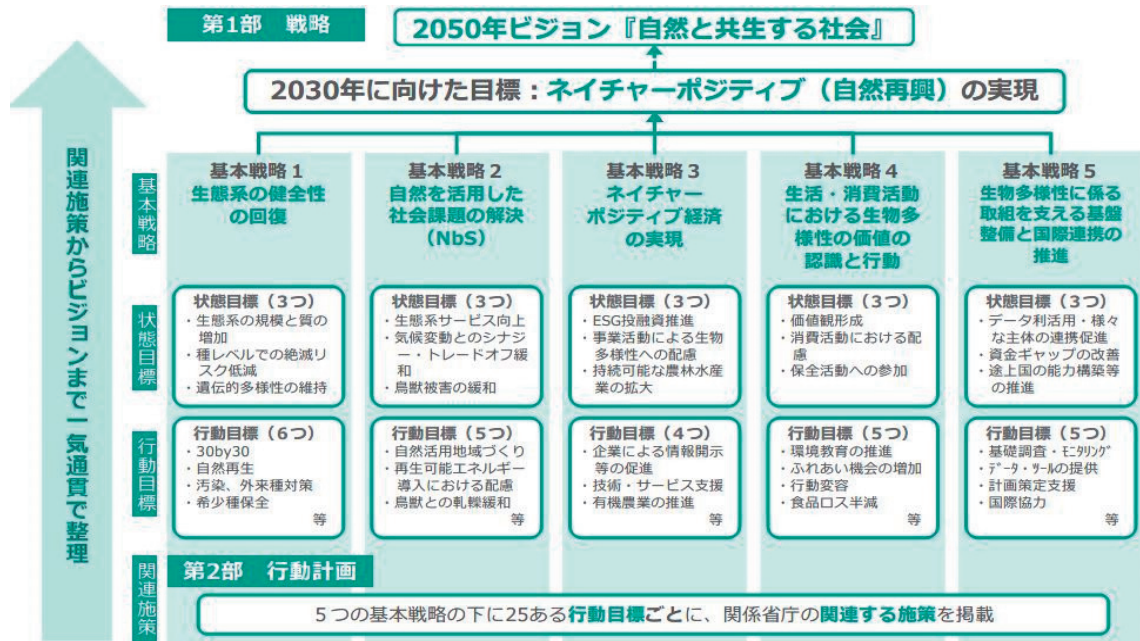 第1部 戦略
2050年ビジョン『自然と共生する社会』
2030年に向けた目標：ネイチャーポジティブ（自然再興）の実現
関連施策からビジョンまで一気通貫で整理
基本戦略
基本戦略１
生態系の健全性
の回復
基本戦略２
自然を活用した
社会課題の解決
（NbS）
基本戦略３
ネイチャー
ポジティブ経済
の実現
基本戦略４
生活・消費活動
における生物多
様性の価値の
認識と行動
基本戦略５
生物多様性に係る
取組を支える基盤
整備と国際連携の
推進
状態目標
状態目標（３つ）
・生態系の規模と質の
増加
・種レベルでの絶滅リ
スク低減
・遺伝的多様性の維持
状態目標（３つ）
・生態系サービス向上
・気候変動とのシナジ
ー・トレードオフ緩
和
・鳥獣被害の緩和
状態目標（３つ）
・ESG投融資推進
・事業活動による生物
多様性への配慮
・持続可能な農林水産
業の拡大
状態目標（３つ）
・価値観形成
・消費活動における配
慮
・保全活動への参加
状態目標（３つ）
・データ利活用・様々
な主体の連携促進
・資金ギャップの改善
・途上国の能力構築等
の推進
行動目標
行動目標（６つ）
・30by30
・自然再生
・汚染、外来種対策
・希少種保全
等
行動目標（５つ）
・自然活用地域づくり
・再生可能エネルギー
導入における配慮
・鳥獣との軋轢緩和
等
行動目標（４つ）
・企業による情報開示
等の促進
・技術・サービス支援
・有機農業の推進
等
行動目標（５つ）
・環境教育の推進
・ふれあい機会の増加
・行動変容
・食品ロス半減
等
行動目標（５つ）
・基礎調査・ﾓﾆﾀﾘﾝｸﾞ
・ﾃﾞｰﾀ・ﾂｰﾙの提供
・計画策定支援
・国際協力
等
関連施策
第2部 行動計画
５つの基本戦略の下に25ある行動目標ごとに、関係省庁の関連する施策を掲載